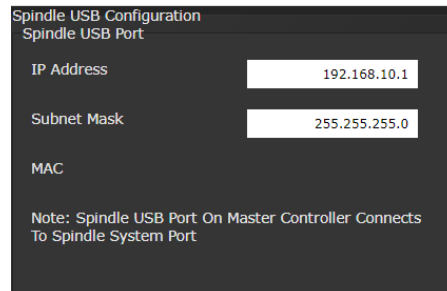 Spindle USB Configuration
Spindle USB Port
IP Address
192.168.10.1
Subnet Mask
255.255.255.0
MAC
Note: Spindle USB Port On Master Controller Connects
To Spindle System Port